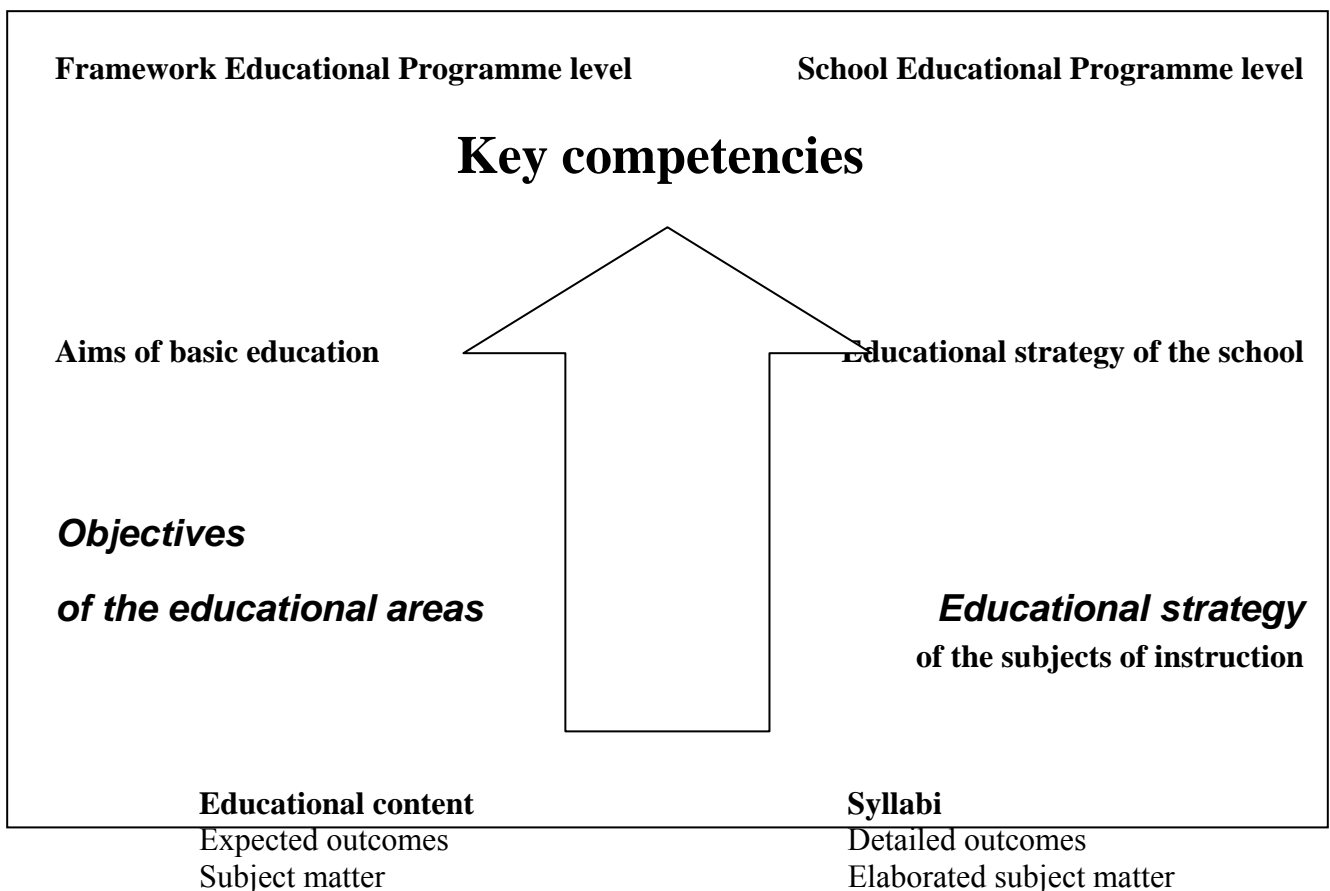 Framework Educational Programme level School Educational Programme level
Key competencies
Aims of basic education Educational strategy of the school
Objectives
of the educational areas Educational strategy
of the subjects of instruction
Educational content Syllabi
Expected outcomes Detailed outcomes
Subject matter Elaborated subject matter